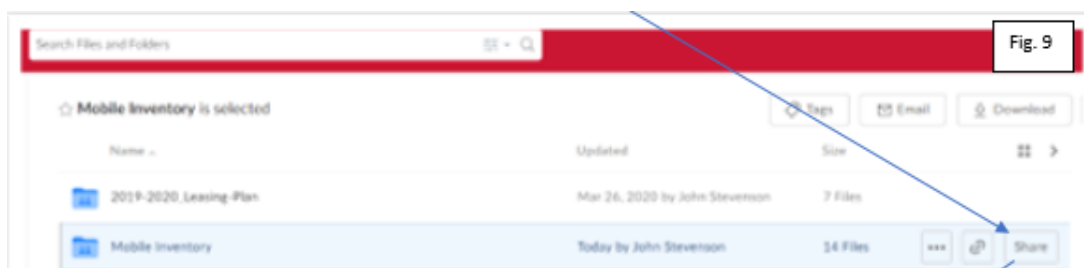 Search Files and Folders
Fig. 9
Mobile Inventory is selected
Tags Email Download
Name Updated Size
2019-2020_Leasing-Plan Mar 26, 2020 by John Stevenson 7 Files
Mobile Inventory Today by John Stevenson 14 Files ••• Share